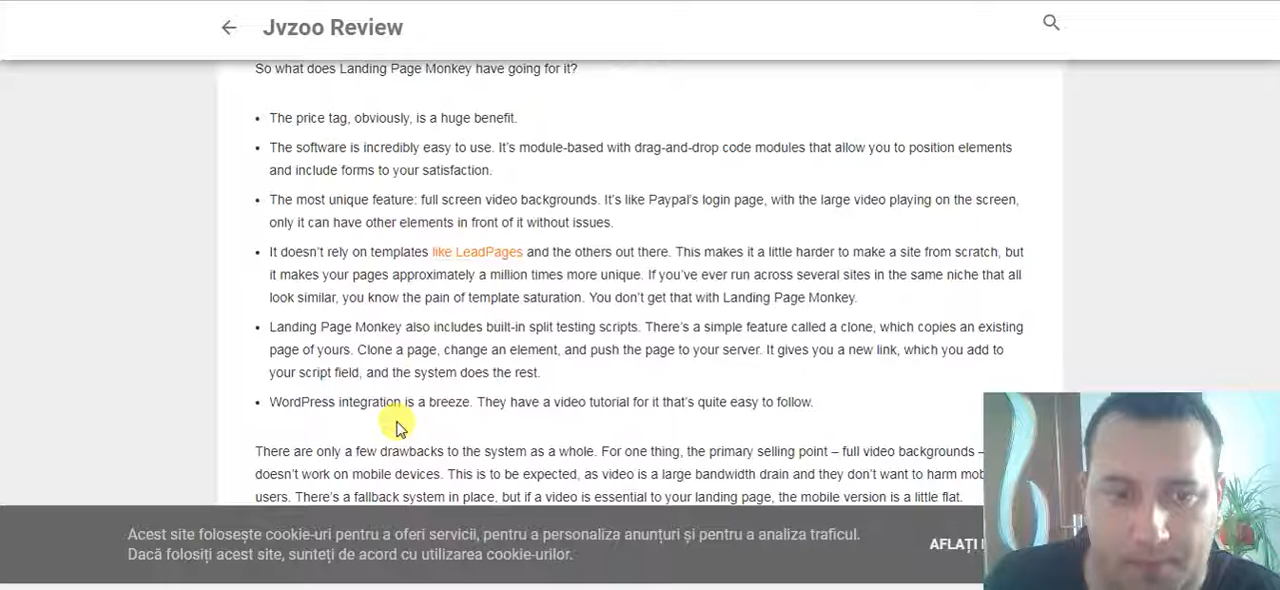 Jvzoo Review
So what does Landing Page Monkey have going for it?
The price tag, obviously, is a huge benefit.
The software is incredibly easy to use. It's module-based with drag-and-drop code modules that allow you to position elements
and include forms to your satisfaction.
The most unique feature: full screen video backgrounds. It's like Paypal's login page, with the large video playing on the screen,
only it can have other elements in front of it without issues.
It doesn't rely on templates like LeadPages and the others out there. This makes it a little harder to make a site from scratch, but
it makes your pages approximately a million times more unique. If you've ever run across several sites in the same niche that all
look similar, you know the pain of template saturation. You don't get that with Landing Page Monkey.
Landing Page Monkey also includes built-in split testing scripts. There's a simple feature called a clone, which copies an existing
page of yours. Clone a page, change an element, and push the page to your server. It gives you a new link, which you add to
your script field, and the system does the rest.
WordPress integration is a breeze. They have a video tutorial for it that's quite easy to follow.
There are only a few drawbacks to the system as a whole. For one thing, the primary selling point – full video backgrounds –
doesn't work on mobile devices. This is to be expected, as video is a large bandwidth drain and they don't want to harm
users. There's a fallback system in place, but if a video is essential to your landing page, the mobile version is a little flat.
Acest site folosește cookie-uri pentru a oferi servicii, pentru a personaliza anunțuri și pentru a analiza traficul.
Dacă folosiți acest site, sunteți de acord cu utilizarea cookie-urilor.
AFLAȚI